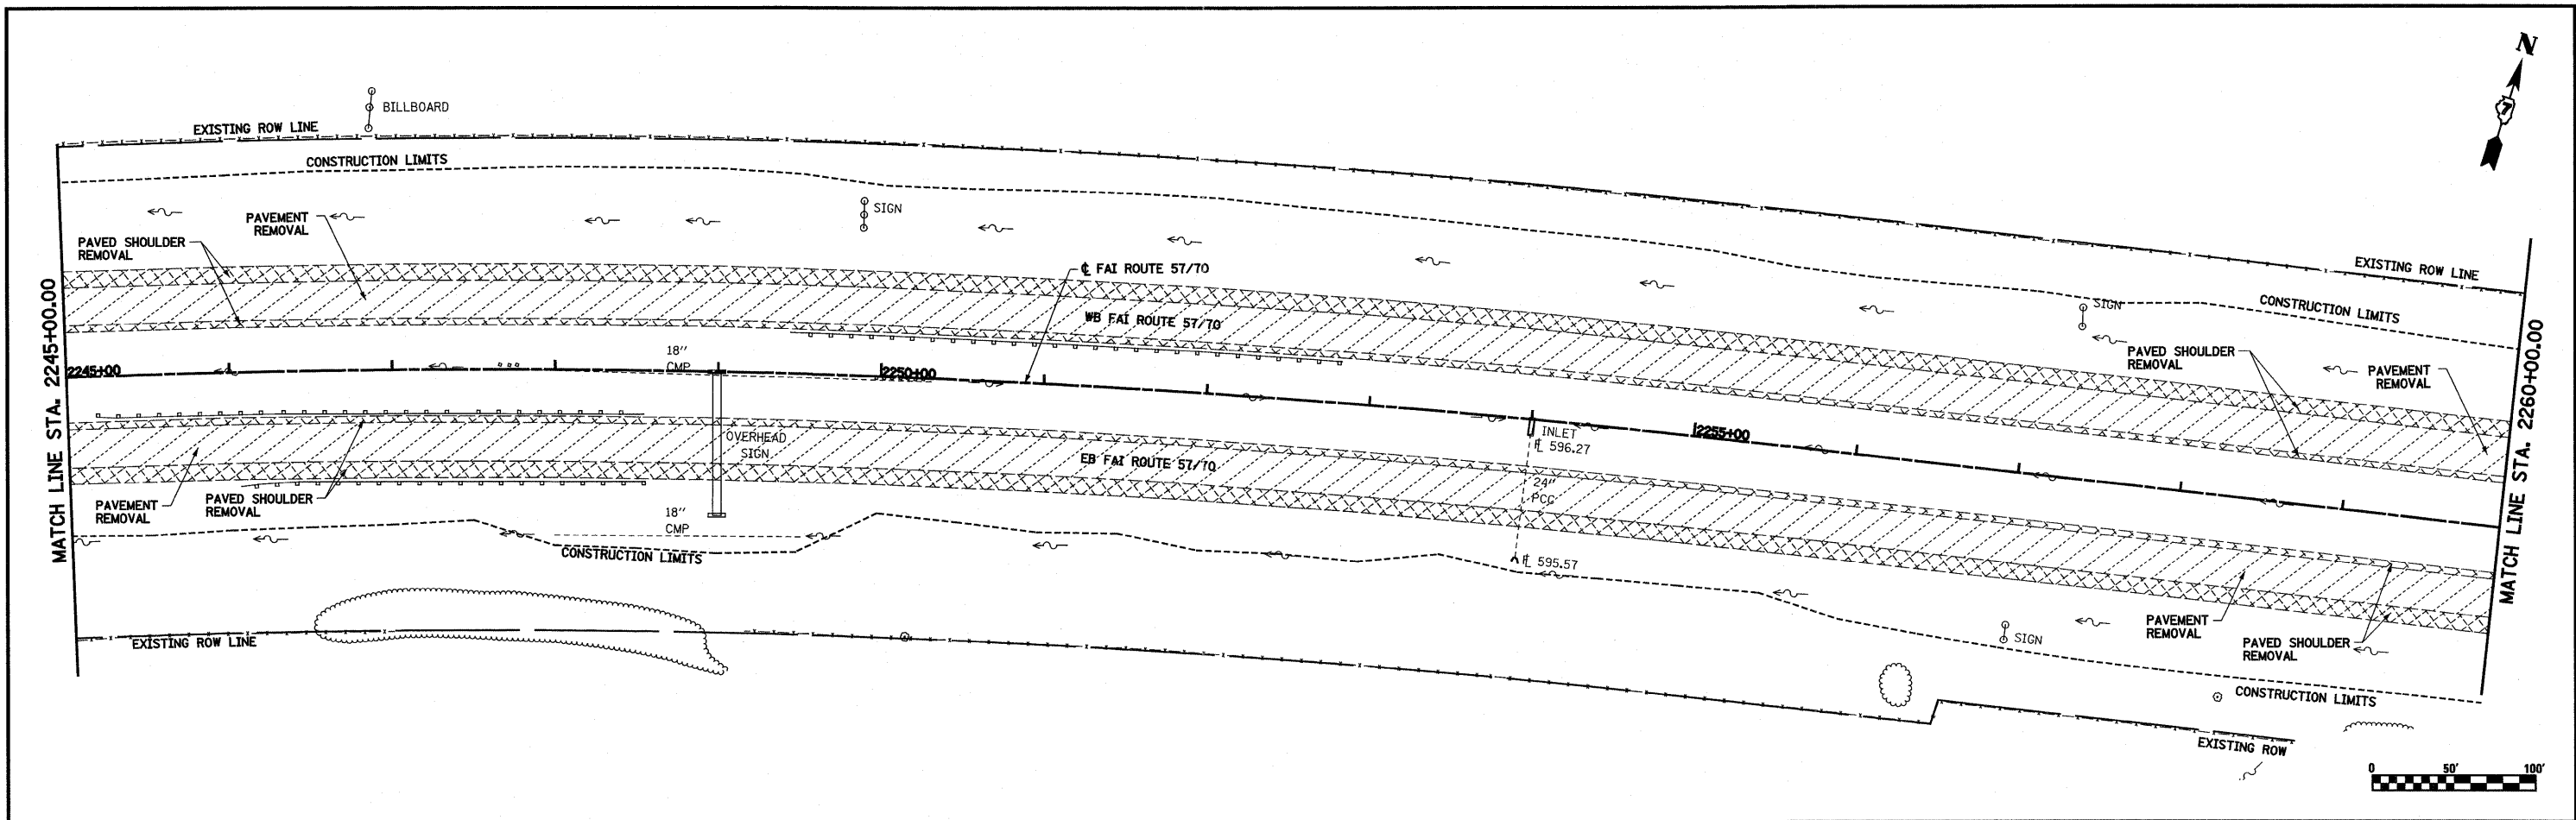 N
7
BILLBOARD
EXISTING ROW LINE
CONSTRUCTION LIMITS
SIGN
PAVEMENT
REMOVAL
PAVED SHOULDER
REMOVAL
℄ FAI ROUTE 57/70
EXISTING ROW LINE
CONSTRUCTION LIMITS
SIGN
WB FAI ROUTE 57/70
PAVED SHOULDER
REMOVAL
PAVEMENT
REMOVAL
MATCH LINE STA. 2245+00.00
MATCH LINE STA. 2260+00.00
18"
CMP
2245+00
2250+00
2255+00
OVERHEAD
SIGN
INLET
FL 596.27
EB FAI ROUTE 57/70
24"
PCC
PAVEMENT
REMOVAL
PAVED SHOULDER
REMOVAL
18"
CMP
CONSTRUCTION LIMITS
FL 595.57
EXISTING ROW LINE
SIGN
PAVEMENT
REMOVAL
PAVED SHOULDER
REMOVAL
CONSTRUCTION LIMITS
EXISTING ROW
0 50' 100'